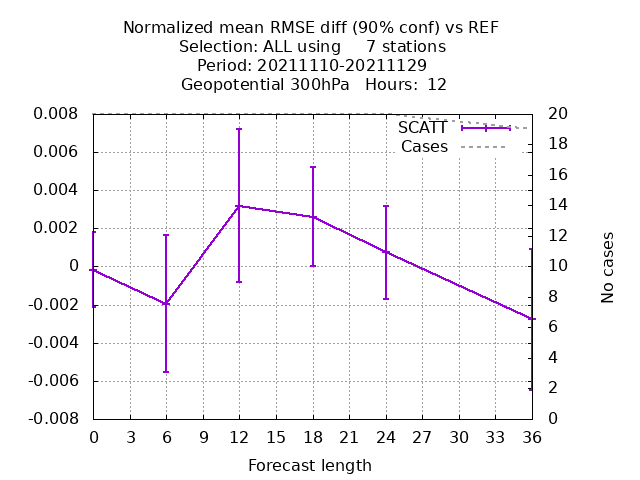 Normalized mean RMSE diff (90% conf) vs REF
Selection: ALL using     7 stations
Period: 20211110-20211129
Geopotential 300hPa   Hours:  12
0.008
0.006
0.004
0.002
0
-0.002
-0.004
-0.006
-0.008
SCATT
Cases
20
18
16
14
12
10
8
6
4
2
0
No cases
0 3 6 9 12 15 18 21 24 27 30 33 36
Forecast length